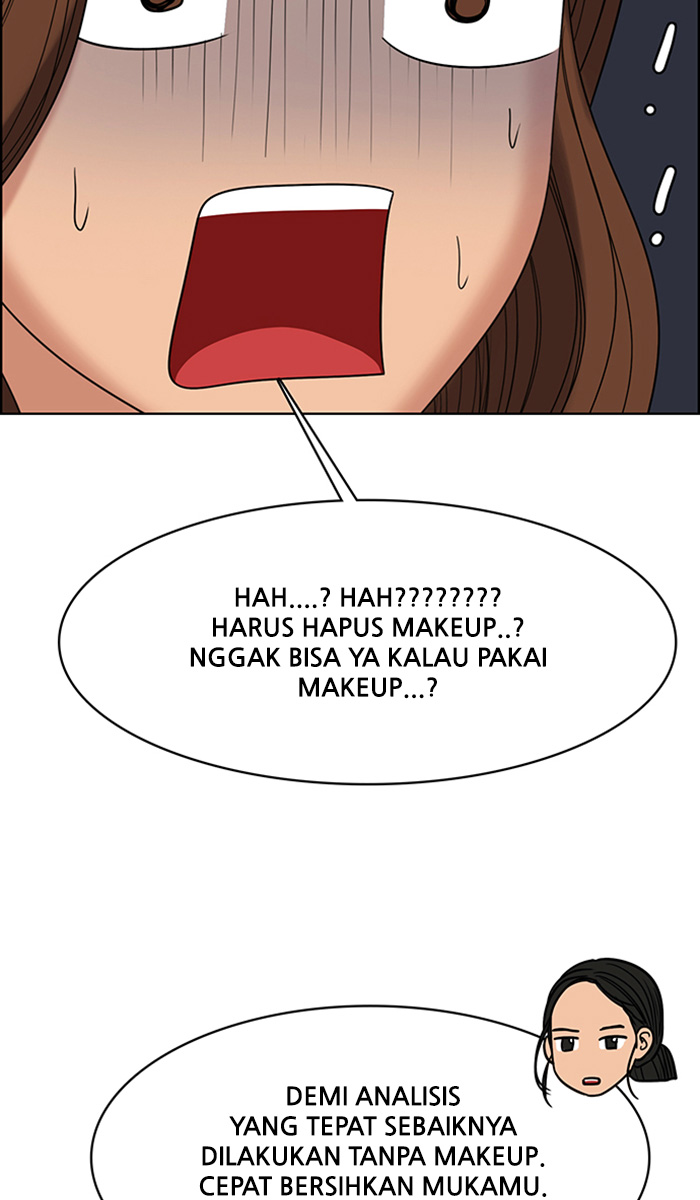 HAH....? HAH????????
HARUS HAPUS MAKEUP..?
NGGAK BISA YA KALAU PAKAI
MAKEUP...?
DEMI ANALISIS
YANG TEPAT SEBAIKNYA
DILAKUKAN TANPA MAKEUP.
CEPAT BERSIHKAN MUKAMU.